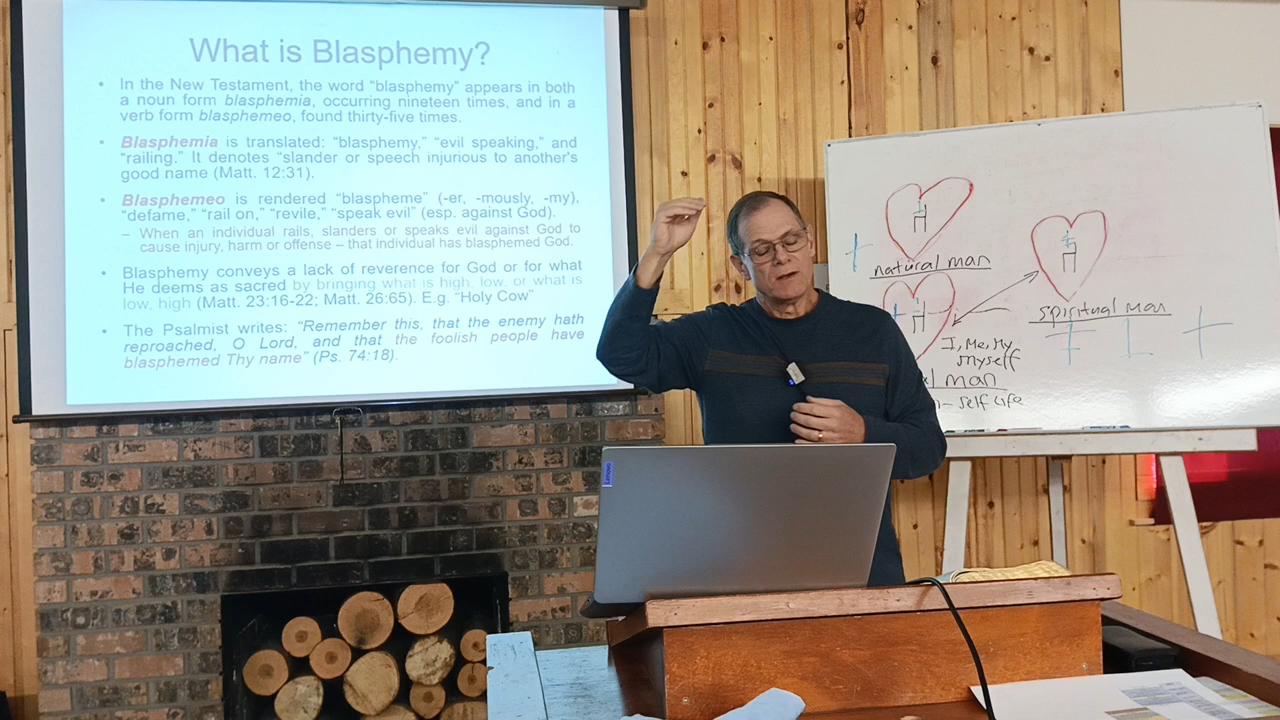 What is Blasphemy?
• In the New Testament, the word “blasphemy” appears in both
a noun form blasphemia, occurring nineteen times, and in a
verb form blasphemeo, found thirty-five times.
• Blasphemia is translated: “blasphemy,” “evil speaking,” and
“railing.” It denotes “slander or speech injurious to another's
good name (Matt. 12:31).
• Blasphemeo is rendered “blaspheme” (-er, -mously, -my),
“defame,” “rail on,” “revile,” “speak evil” (esp. against God).
– When an individual rails, slanders or speaks evil against God to
cause injury, harm or offense – that individual has blasphemed God.
• Blasphemy conveys a lack of reverence for God or for what
He deems as sacred by bringing what is high, low, or what is
low, high (Matt. 23:16-22; Matt. 26:65). E.g. “Holy Cow”
• The Psalmist writes: “Remember this, that the enemy hath
reproached, O Lord, and that the foolish people have
blasphemed Thy name” (Ps. 74:18).
natural man
spiritual man
I, Me, My
Myself
man
- self life
Lenovo